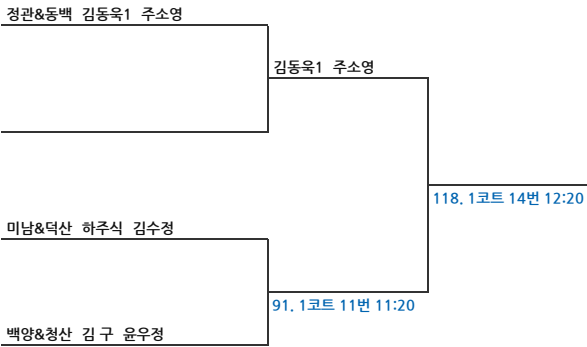 정관&동백 김동욱1 주소영
김동욱1 주소영
118. 1코트 14번 12:20
미남&덕산 하주식 김수정
91. 1코트 11번 11:20
백양&청산 김 구 윤우정